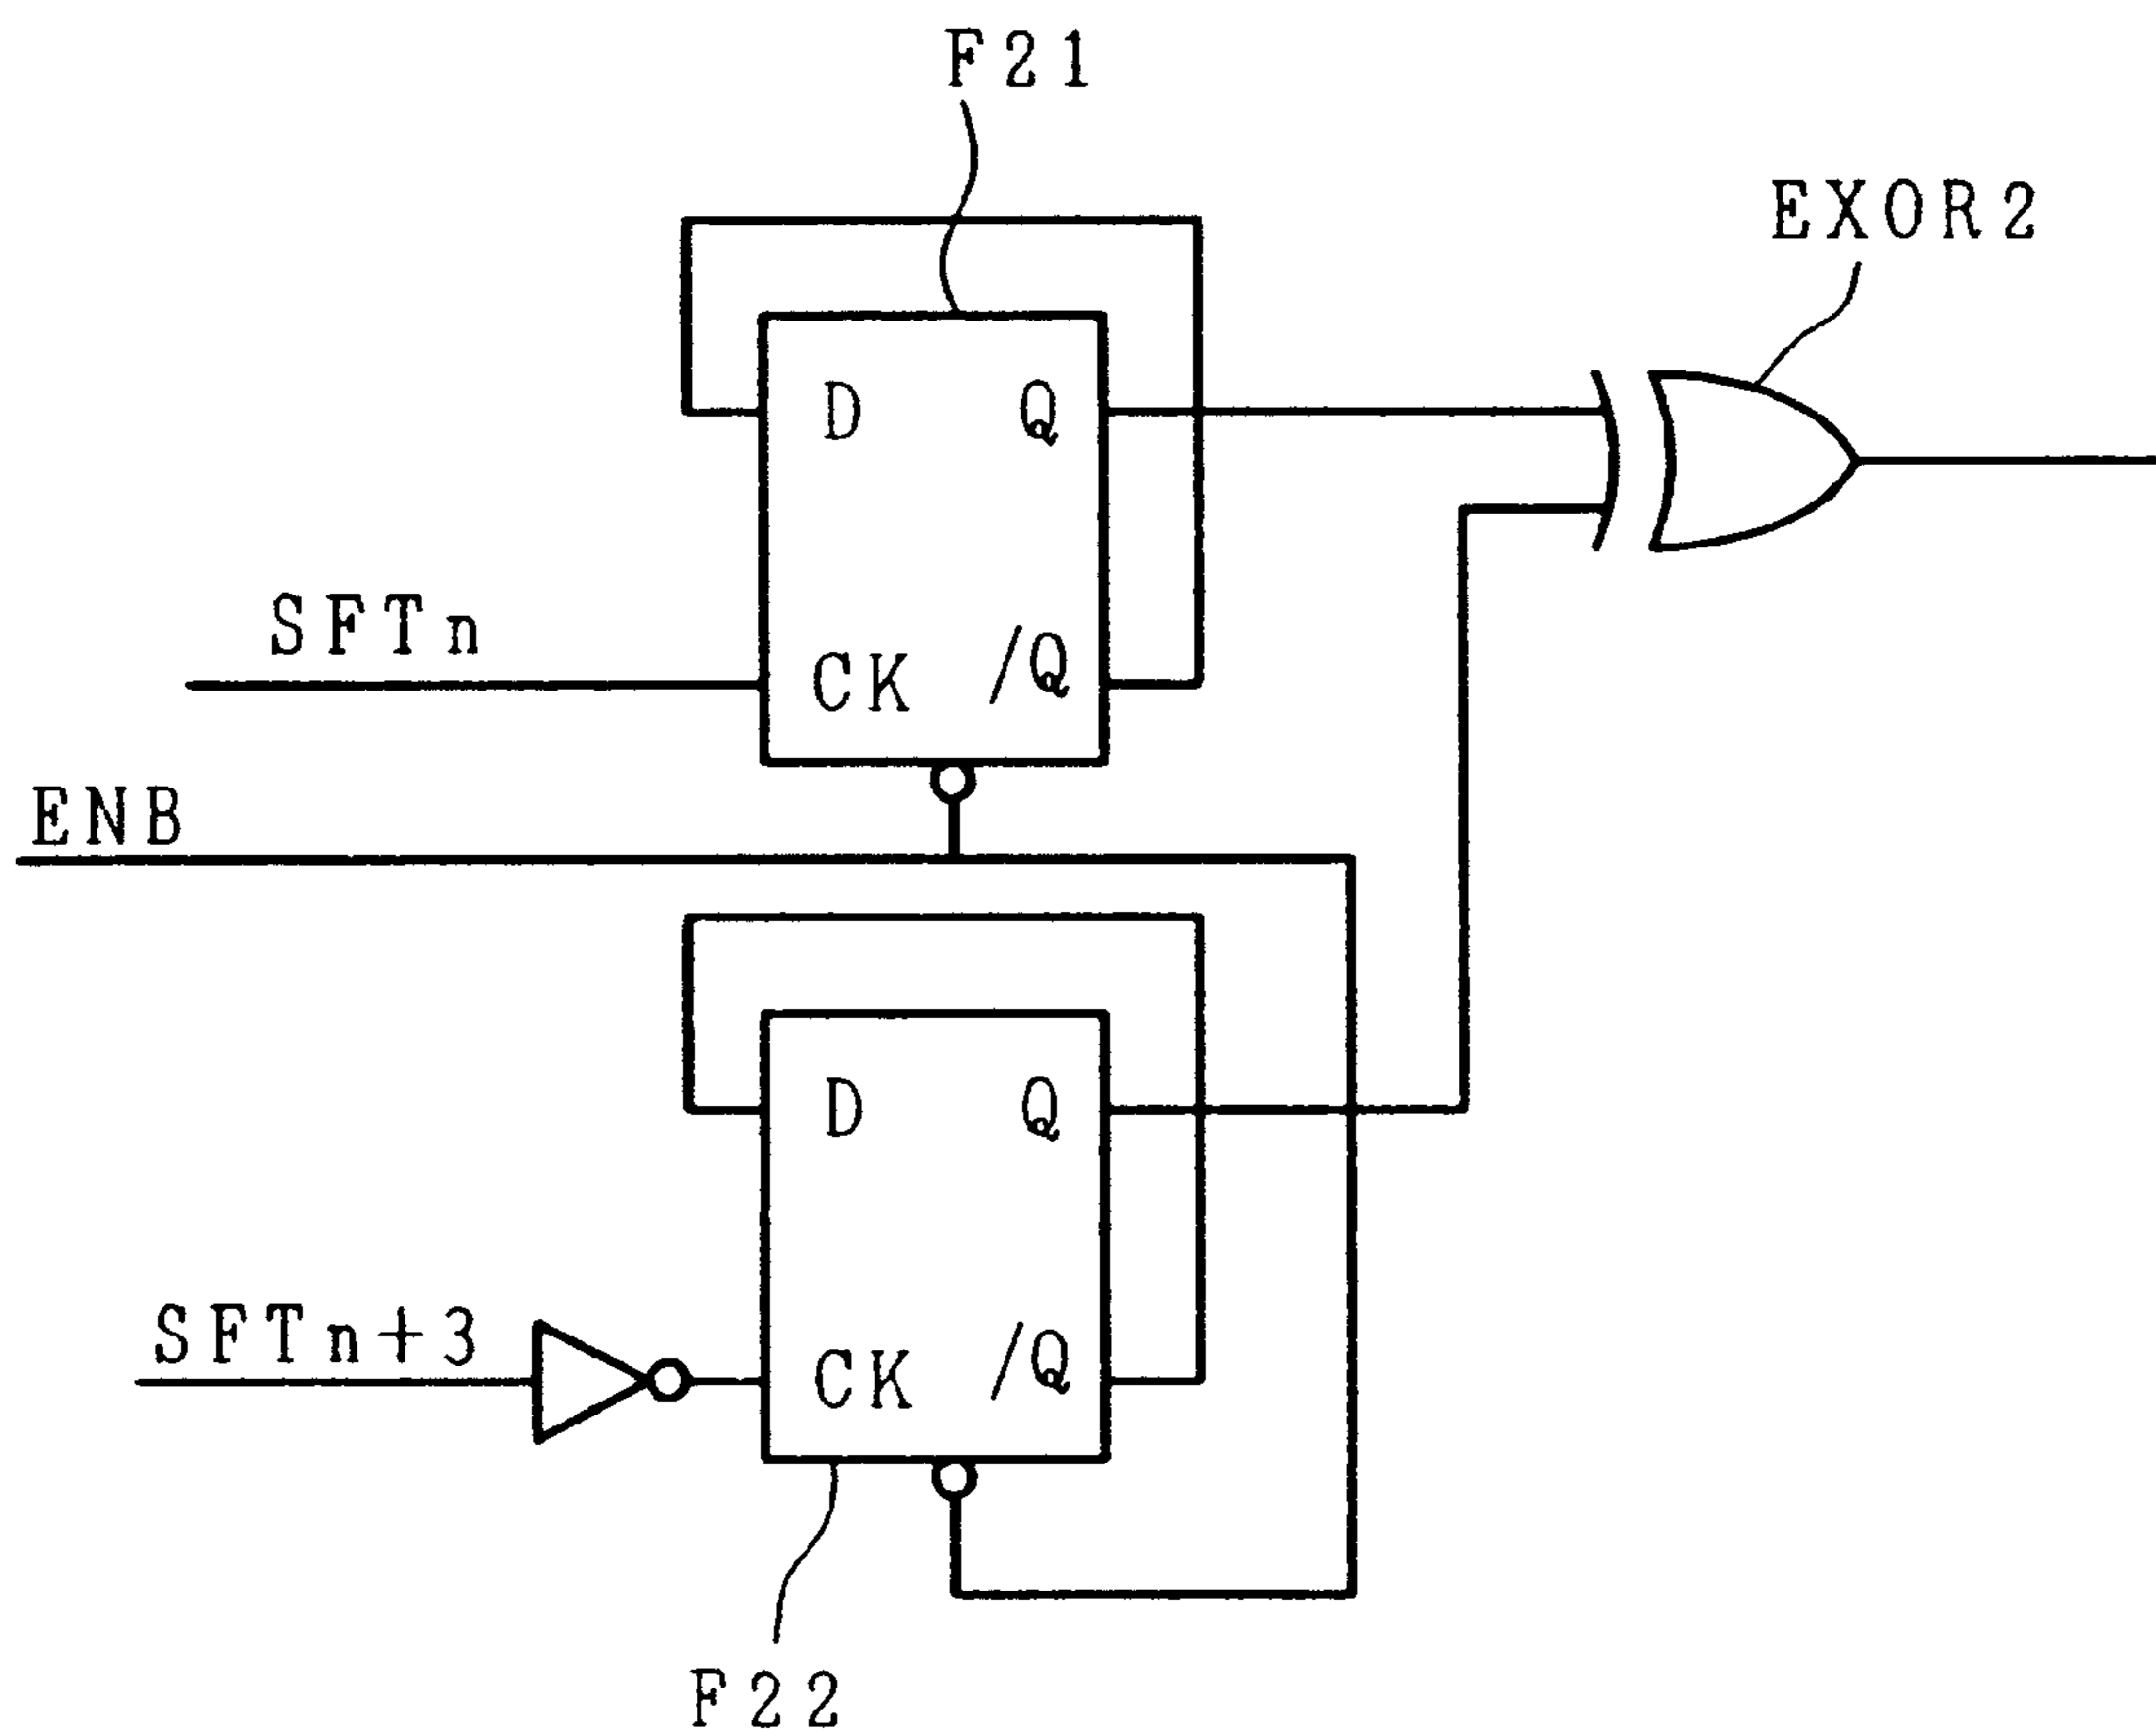 F21
EXOR2
D Q
SFTn
CK /Q
ENB
D Q
SFTn+3
CK /Q
F22